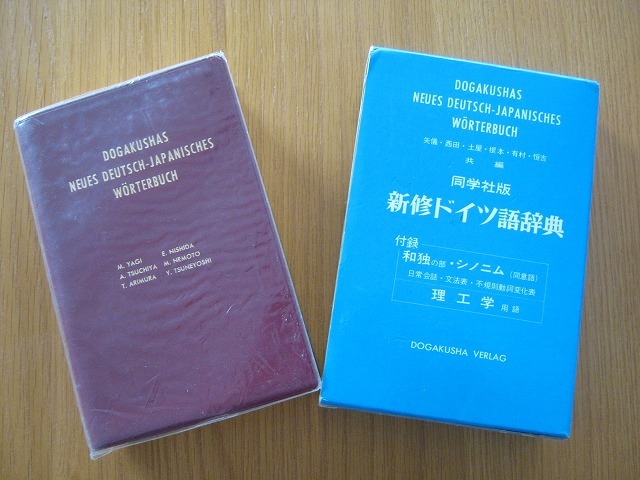 DOGAKUSHAS
NEUES DEUTSCH-JAPANISCHES
WÖRTERBUCH
M. YAGI E. NISHIDA
A. TSUCHIYA M. NEMOTO
T. ARIMURA Y. TSUNEYOSHI
DOGAKUSHAS
NEUES DEUTSCH-JAPANISCHES
WÖRTERBUCH
矢儀・西田・土屋・根本・有村・恒吉
共編
同学社版
新修ドイツ語辞典
付録
和独の部・シノニム(同意語)
日常会話・文法表・不規則動詞変化表
理工学用語
DOGAKUSHA VERLAG